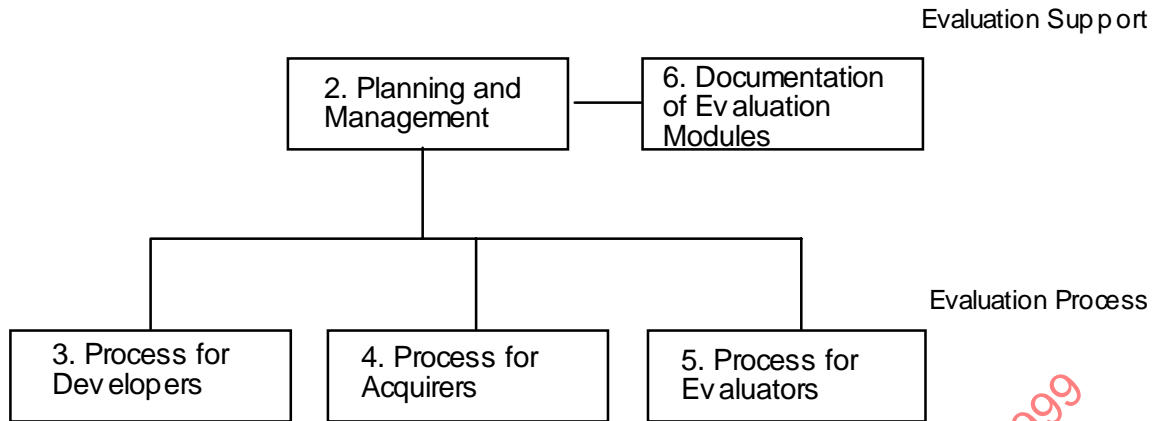 Evaluation Support
2. Planning and
Management
6. Documentation
of Evaluation
Modules
Evaluation Process
3. Process for
Developers
4. Process for
Acquirers
5. Process for
Evaluators